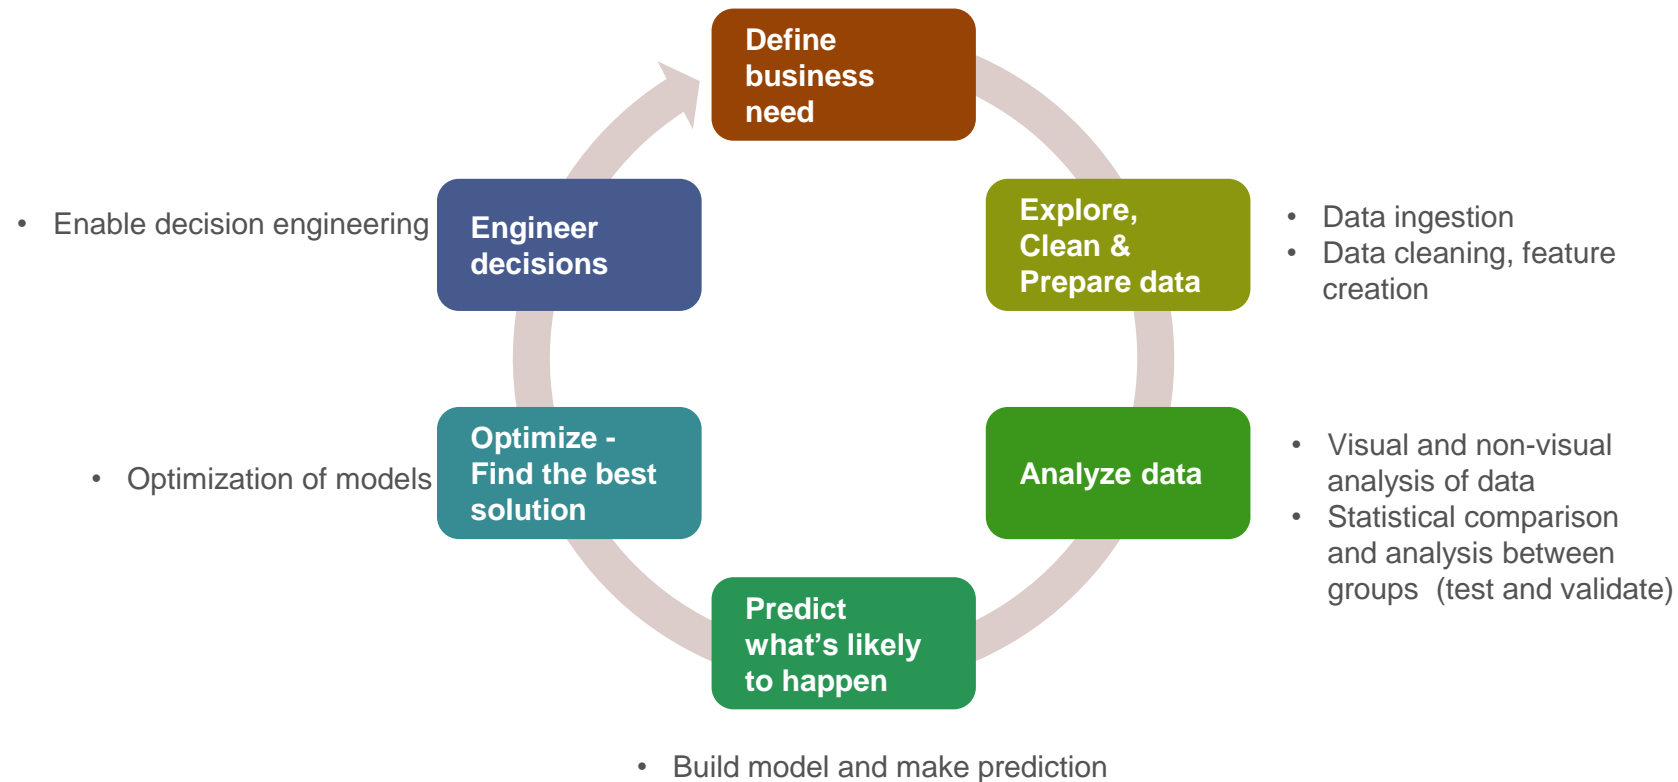 Define
business
need
Explore,
Clean &
Prepare data
• Data ingestion
• Data cleaning, feature
creation
Analyze data
• Visual and non-visual
analysis of data
• Statistical comparison
and analysis between
groups  (test and validate)
Predict
what’s likely
to happen
• Build model and make prediction
Optimize -
Find the best
solution
• Optimization of models
Engineer
decisions
• Enable decision engineering